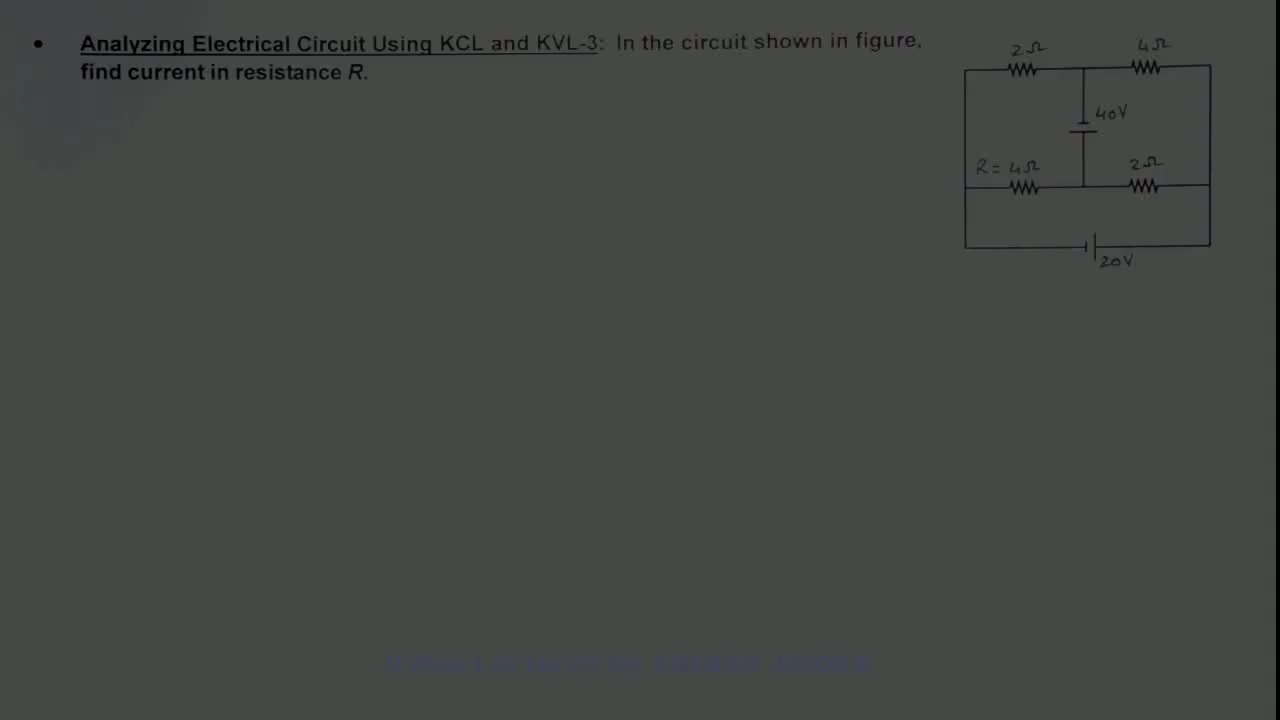 • Analyzing Electrical Circuit Using KCL and KVL-3: In the circuit shown in figure,
find current in resistance R.
2Ω
4Ω
40V
R = 4Ω
2Ω
20V